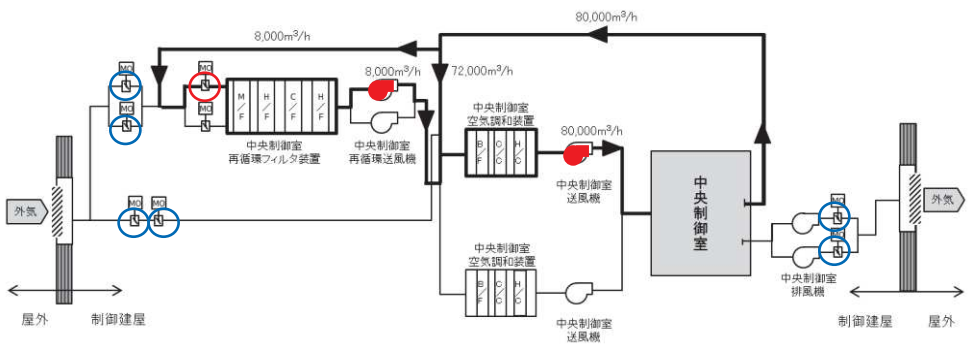 80,000m³/h
8,000m³/h
MO
MO
8,000m³/h
72,000m³/h
MO
MO
M/F
H/F
C/F
H/F
中央制御室
再循環フィルタ装置
中央制御室
再循環送風機
中央制御室
空気調和装置
80,000m³/h
B/F
C/C
H/C
中央制御室
送風機
中央制御室
外気
MO
MO
MO
MO
外気
中央制御室
排風機
中央制御室
空気調和装置
B/F
C/C
H/C
中央制御室
送風機
屋外
制御建屋
制御建屋
屋外